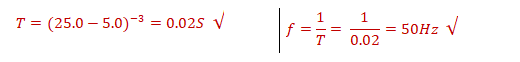 T = (25.0 − 5.0)⁻³ = 0.02S √
f = 1/T = 1/0.02 = 50Hz √